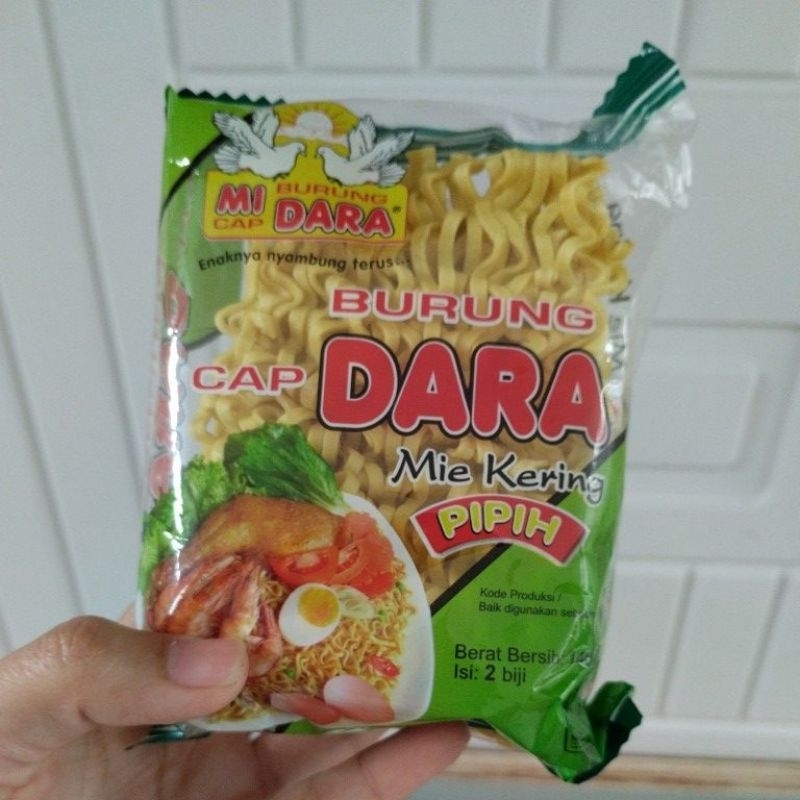 MI BURUNG
CAP DARA®
Enaknya nyambung terus...
BURUNG
CAP DARA
Mie Kering
PIPIH
Kode Produksi /
Baik digunakan
Berat Bersih:
Isi: 2 biji